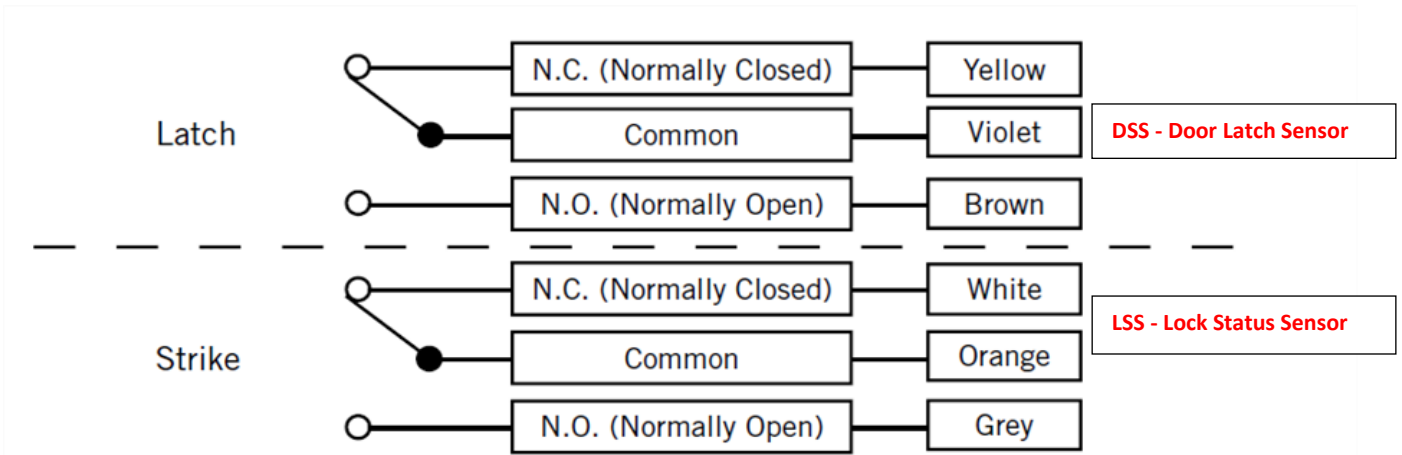 N.C. (Normally Closed) Yellow
Latch Common Violet DSS - Door Latch Sensor
N.O. (Normally Open) Brown
N.C. (Normally Closed) White
LSS - Lock Status Sensor
Strike Common Orange
N.O. (Normally Open) Grey